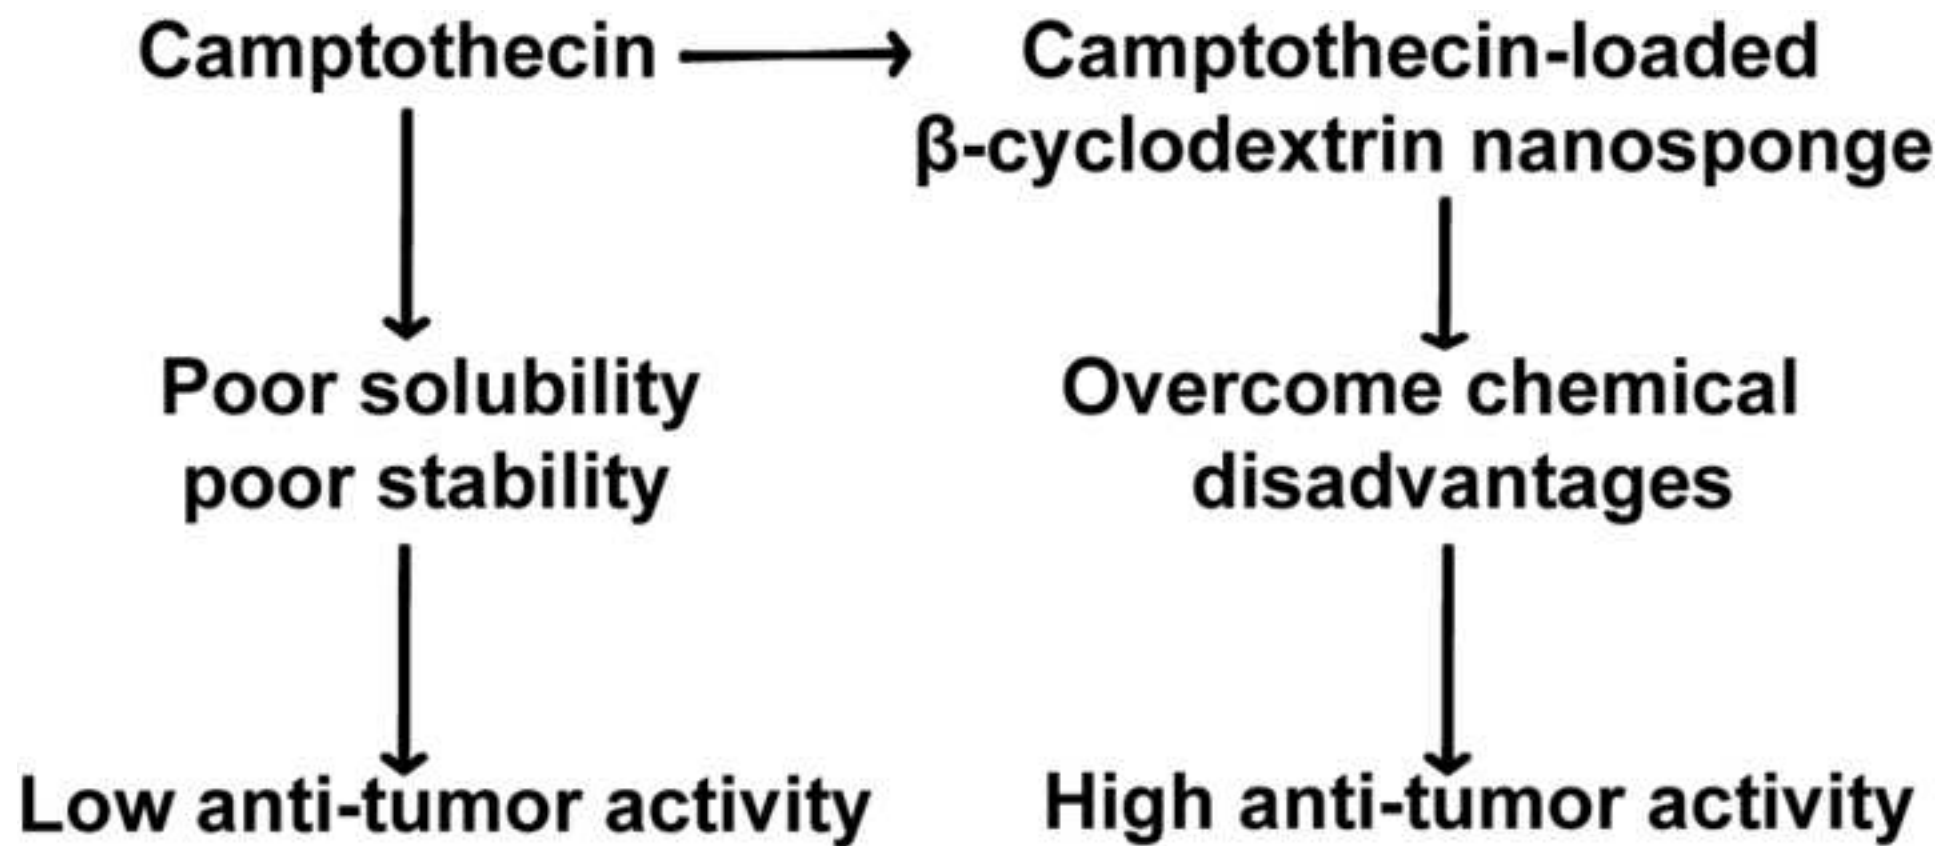 Camptothecin
Camptothecin-loaded
β-cyclodextrin nanosponge
Poor solubility
poor stability
Overcome chemical
disadvantages
Low anti-tumor activity
High anti-tumor activity